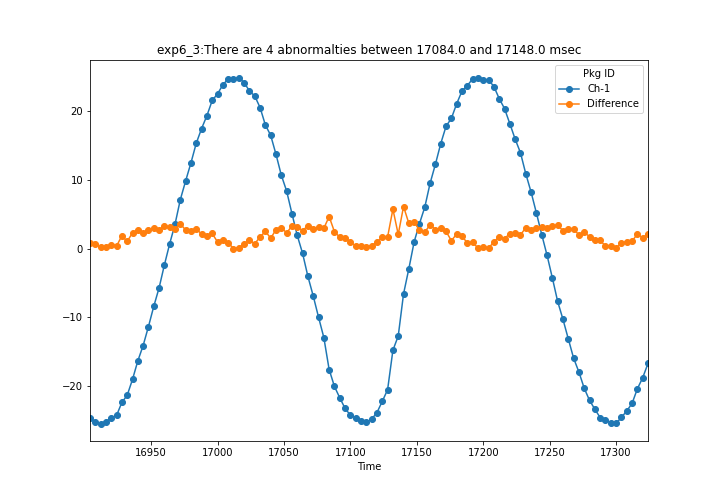 exp6_3:There are 4 abnormalties between 17084.0 and 17148.0 msec
Pkg ID
Ch-1
Difference
20
10
0
−10
−20
16950 17000 17050 17100 17150 17200 17250 17300
Time